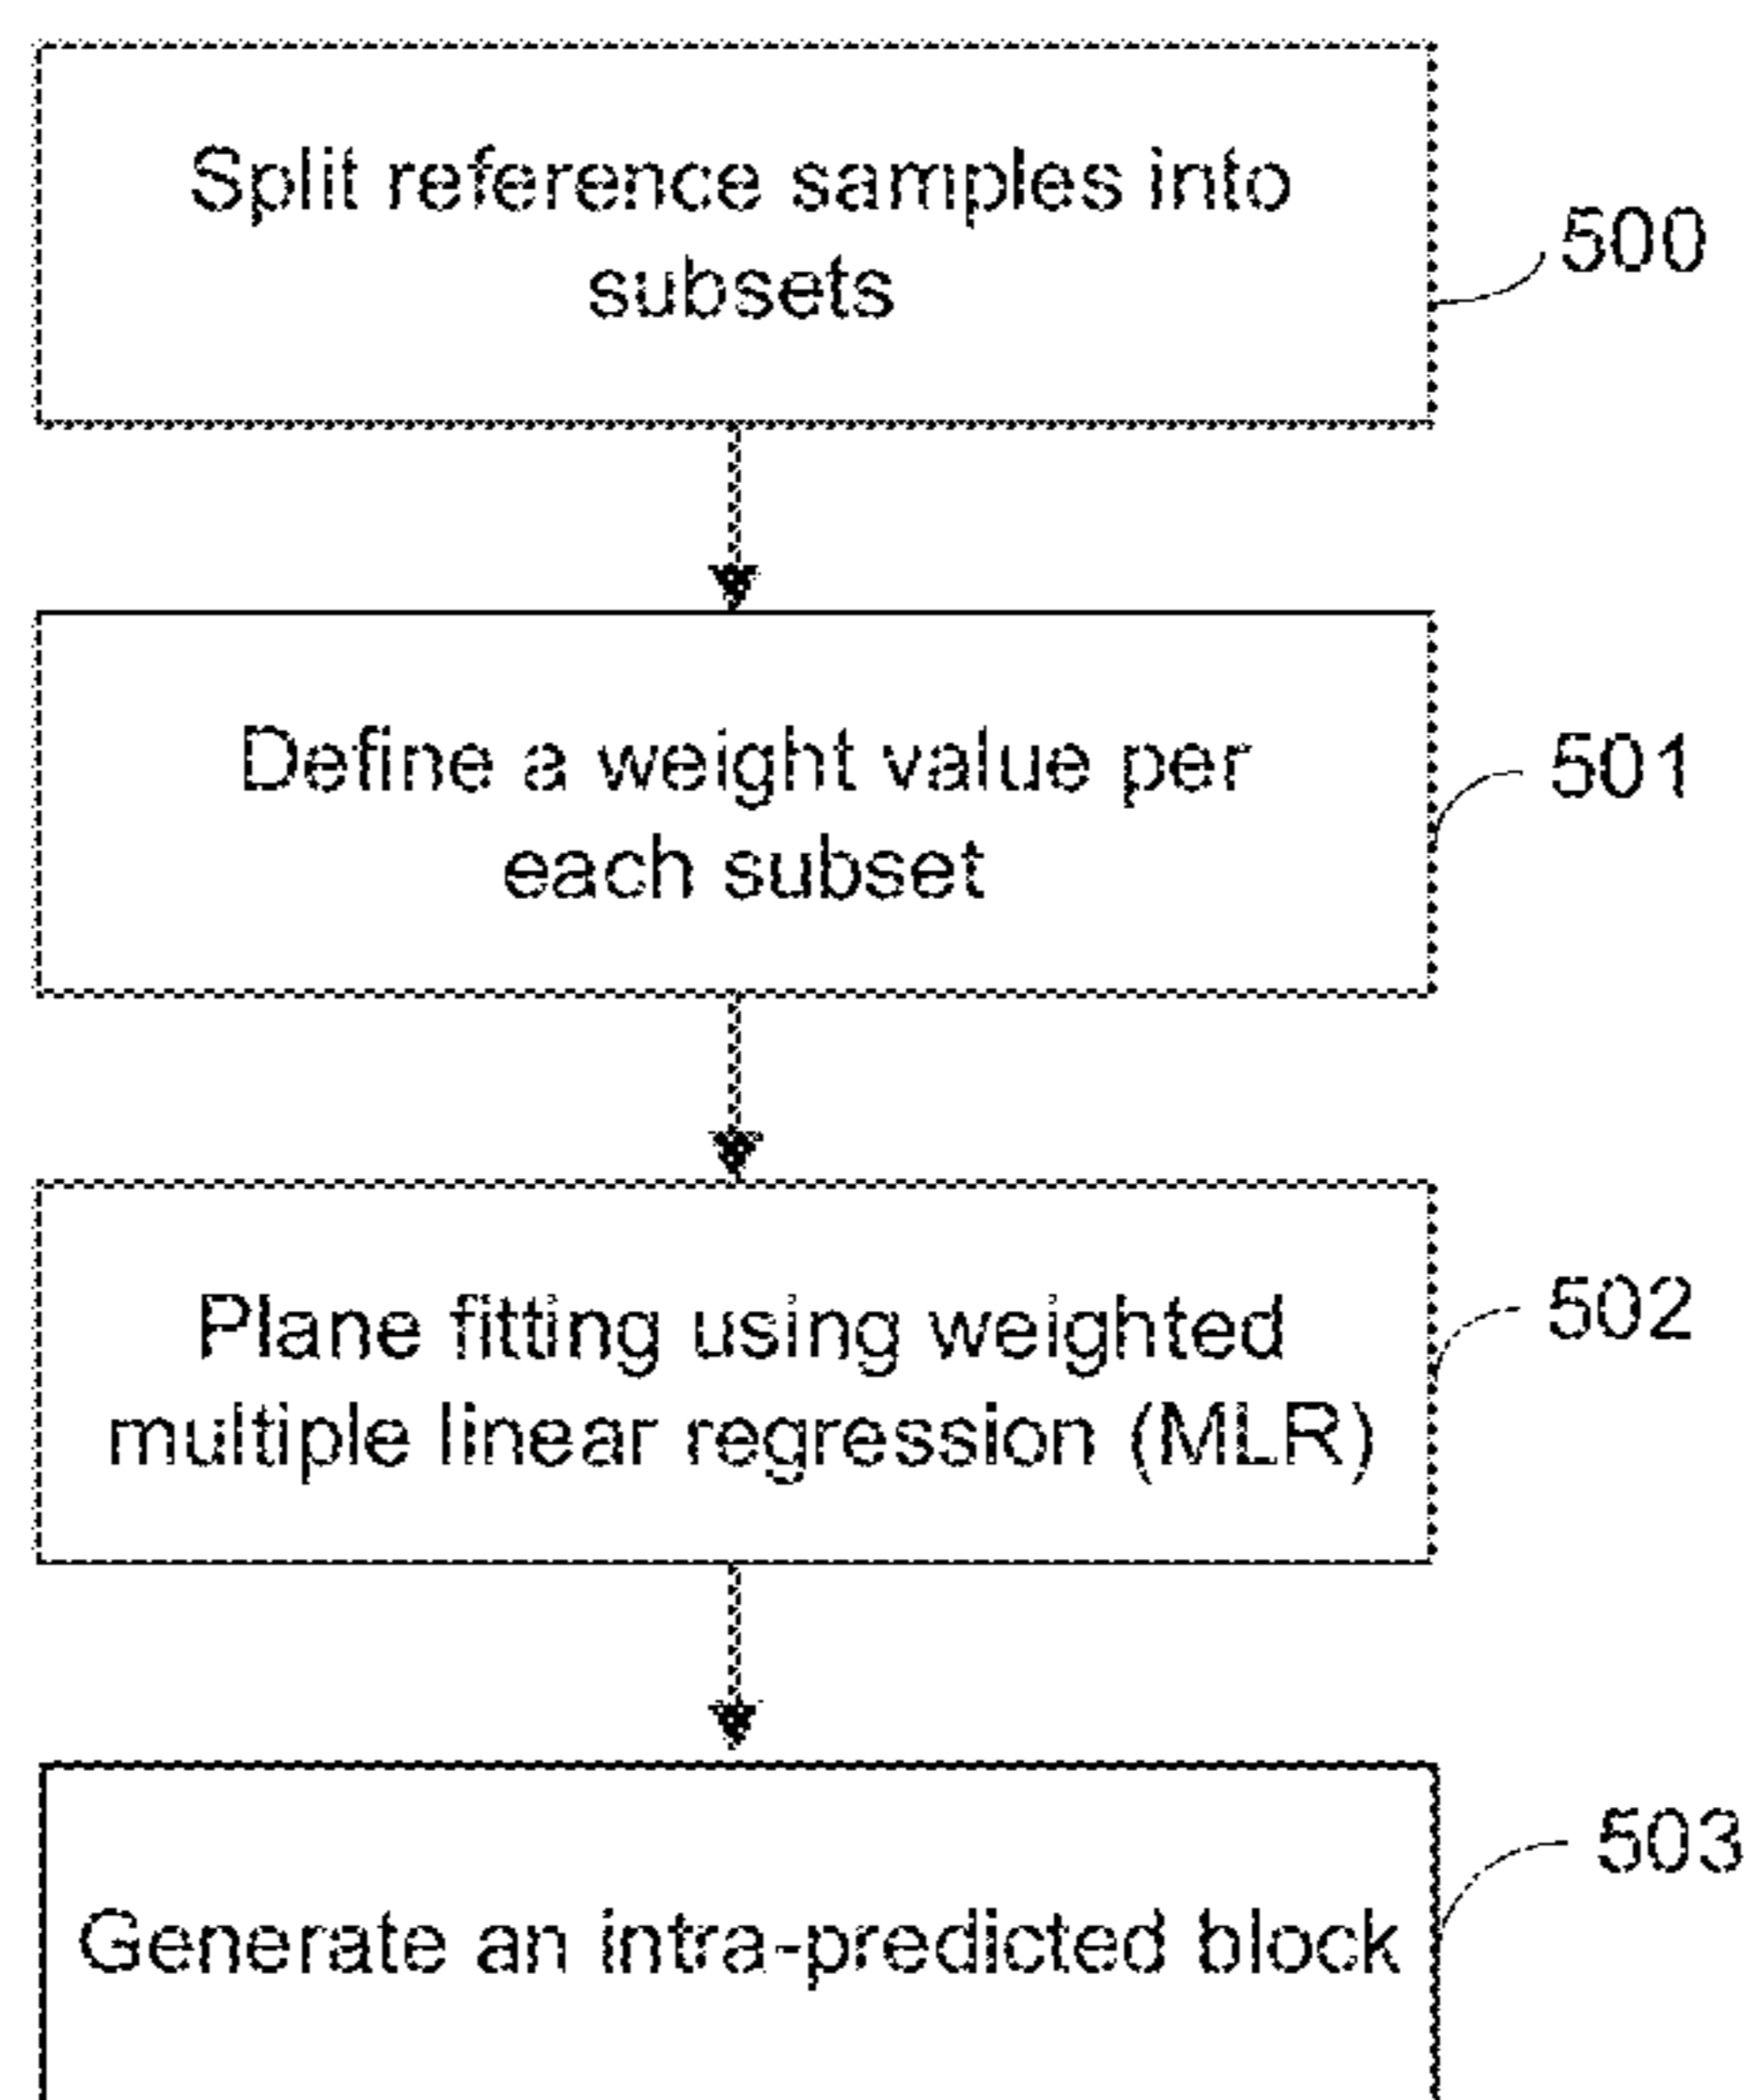 Split reference samples into
subsets
500
Define a weight value per
each subset
501
Plane fitting using weighted
multiple linear regression (MLR)
502
Generate an intra-predicted block
503